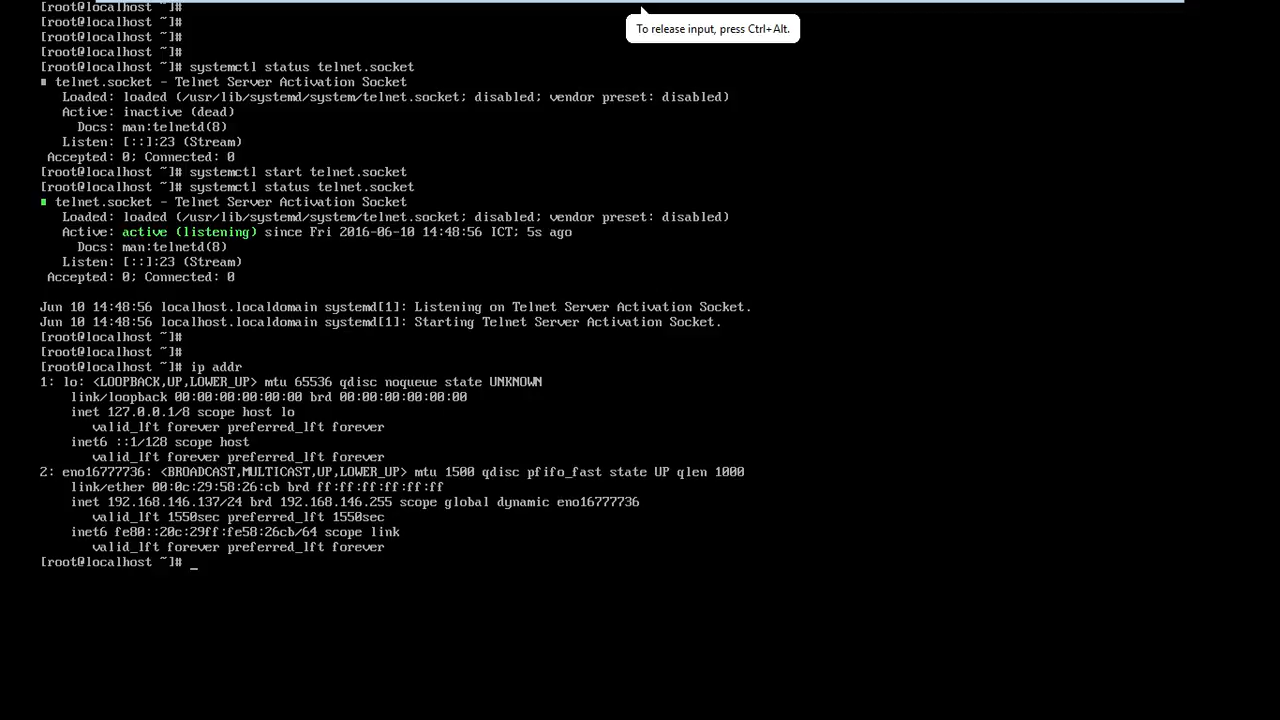 [root@localhost ~]#
[root@localhost ~]#
[root@localhost ~]#
To release input, press Ctrl+Alt.
[root@localhost ~]#
[root@localhost ~]# systemctl status telnet.socket
telnet.socket - Telnet Server Activation Socket
Loaded: loaded (/usr/lib/systemd/system/telnet.socket; disabled; vendor preset: disabled)
Active: inactive (dead)
Docs: man:telnetd(8)
Listen: [::]:23 (Stream)
Accepted: 0; Connected: 0
[root@localhost ~]# systemctl start telnet.socket
[root@localhost ~]# systemctl status telnet.socket
telnet.socket - Telnet Server Activation Socket
Loaded: loaded (/usr/lib/systemd/system/telnet.socket; disabled; vendor preset: disabled)
Active: active (listening) since Fri 2016-06-10 14:48:56 ICT; 5s ago
Docs: man:telnetd(8)
Listen: [::]:23 (Stream)
Accepted: 0; Connected: 0
Jun 10 14:48:56 localhost.localdomain systemd[1]: Listening on Telnet Server Activation Socket.
Jun 10 14:48:56 localhost.localdomain systemd[1]: Starting Telnet Server Activation Socket.
[root@localhost ~]#
[root@localhost ~]#
[root@localhost ~]# ip addr
1: lo: <LOOPBACK,UP,LOWER_UP> mtu 65536 qdisc noqueue state UNKNOWN
link/loopback 00:00:00:00:00:00 brd 00:00:00:00:00:00
inet 127.0.0.1/8 scope host lo
valid_lft forever preferred_lft forever
inet6 ::1/128 scope host
valid_lft forever preferred_lft forever
2: eno16777736: <BROADCAST,MULTICAST,UP,LOWER_UP> mtu 1500 qdisc pfifo_fast state UP qlen 1000
link/ether 00:0c:29:58:26:cb brd ff:ff:ff:ff:ff:ff
inet 192.168.146.137/24 brd 192.168.146.255 scope global dynamic eno16777736
valid_lft 1550sec preferred_lft 1550sec
inet6 fe80::20c:29ff:fe58:26cb/64 scope link
valid_lft forever preferred_lft forever
[root@localhost ~]# _